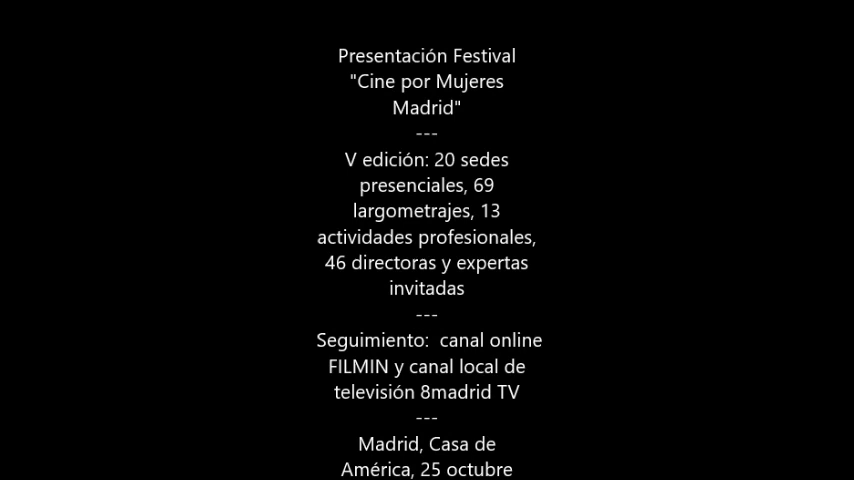 Presentación Festival
"Cine por Mujeres
Madrid"
---
V edición: 20 sedes
presenciales, 69
largometrajes, 13
actividades profesionales,
46 directoras y expertas
invitadas
---
Seguimiento:  canal online
FILMIN y canal local de
televisión 8madrid TV
---
Madrid, Casa de
América, 25 octubre